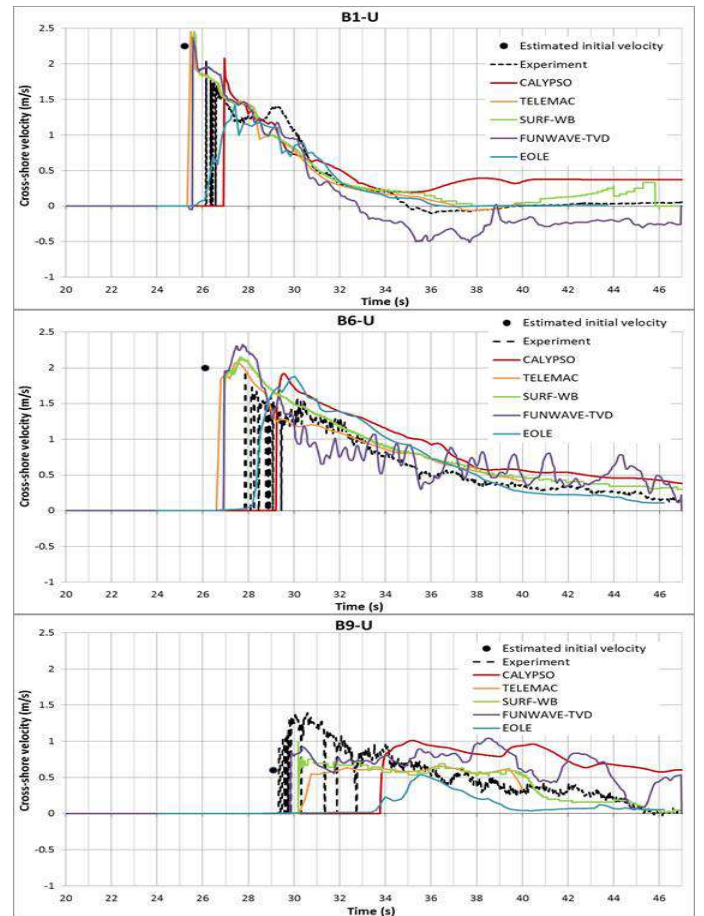 B1-U
Cross-shore velocity (m/s)
2.5
2
1.5
1
0.5
0
-0.5
-1
Estimated initial velocity
Experiment
CALYPSO
TELEMAC
SURF-WB
FUNWAVE-TVD
EOLE
20 22 24 26 28 30 32 34 36 38 40 42 44 46
Time (s)
B6-U
Cross-shore velocity (m/s)
2.5
2
1.5
1
0.5
0
-0.5
-1
Estimated initial velocity
Experiment
CALYPSO
TELEMAC
SURF-WB
FUNWAVE-TVD
EOLE
20 22 24 26 28 30 32 34 36 38 40 42 44 46
Time (s)
B9-U
Cross-shore velocity (m/s)
2.5
2
1.5
1
0.5
0
-0.5
-1
Estimated initial velocity
Experiment
CALYPSO
TELEMAC
SURF-WB
FUNWAVE-TVD
EOLE
20 22 24 26 28 30 32 34 36 38 40 42 44 46
Time (s)